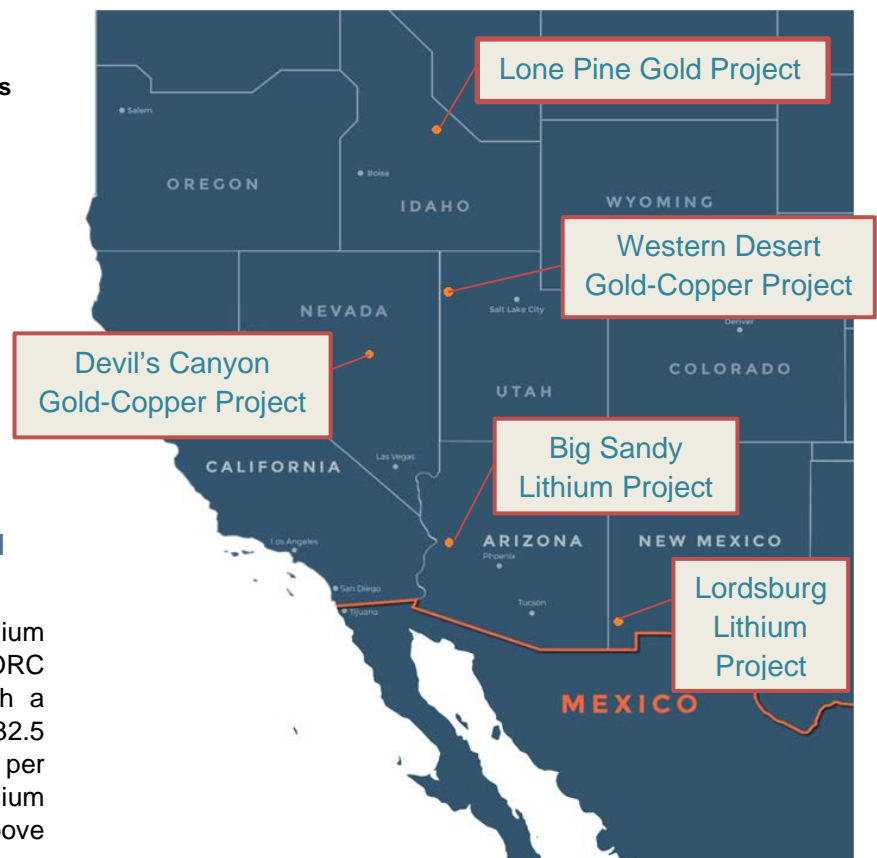 s
Lone Pine Gold Project
Salem
OREGON
Boise
IDAHO
WYOMING
Western Desert
Gold-Copper Project
NEVADA
Salt Lake City
Denver
Devil's Canyon
Gold-Copper Project
COLORADO
UTAH
Big Sandy
Lithium Project
Las Vegas
CALIFORNIA
Los Angeles
ARIZONA
Phoenix
NEW MEXICO
San Diego
Tijuana
Tucson
Lordsburg
Lithium
Project
MEXICO
ium
ORC
h a
32.5
per
ium
ove